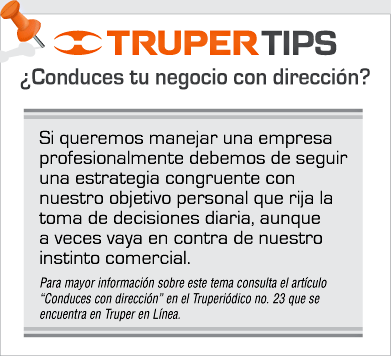 TRUPER TIPS
¿Conduces tu negocio con dirección?
Si queremos manejar una empresa
profesionalmente debemos de seguir
una estrategia congruente con
nuestro objetivo personal que rija la
toma de decisiones diaria, aunque
a veces vaya en contra de nuestro
instinto comercial.
Para mayor información sobre este tema consulta el artículo
“Conduces con dirección” en el Truperiódico no. 23 que se
encuentra en Truper en Línea.